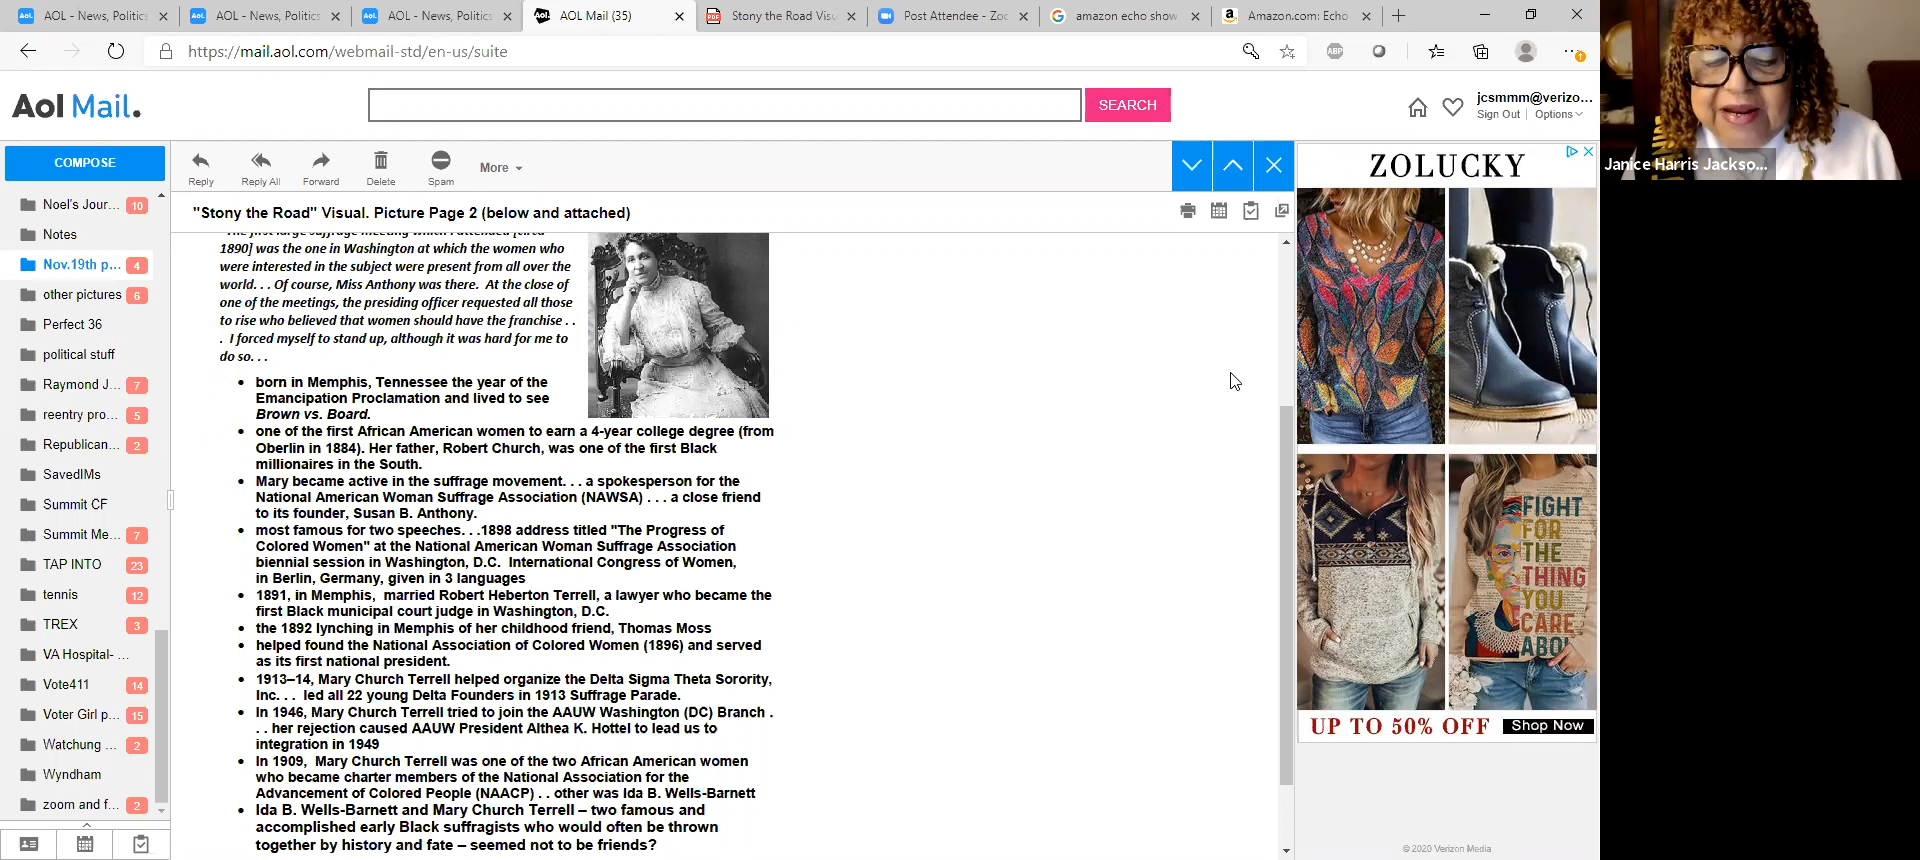 AOL - News, Politics
AOL - News, Politics
AOL - News, Politics
Aol.
AOL Mail (35)
PDF
Stony the Road Visu
Post Attendee - Zoo
amazon echo show
Amazon.com: Echo
https://mail.aol.com/webmail-std/en-us/suite
ABP
Aol Mail.
SEARCH
jcsmmm@verizo...
Sign Out
Options
COMPOSE
Reply
Reply All
Forward
Delete
Spam
More
"Stony the Road" Visual. Picture Page 2 (below and attached)
Noel's Jour... 10
Notes
Nov.19th p... 4
other pictures 6
Perfect 36
political stuff
Raymond J... 7
reentry pro... 5
Republican... 2
SavedIMs
Summit CF
Summit Me... 7
TAP INTO 23
tennis 12
TREX 3
VA Hospital- ...
Vote411 14
Voter Girl p... 15
Watchung ... 2
Wyndham
zoom and f... 2
1890] was the one in Washington at which the women who
were interested in the subject were present from all over the
world. . . Of course, Miss Anthony was there. At the close of
one of the meetings, the presiding officer requested all those
to rise who believed that women should have the franchise . .
. I forced myself to stand up, although it was hard for me to
do so. . .
• born in Memphis, Tennessee the year of the
Emancipation Proclamation and lived to see
Brown vs. Board.
• one of the first African American women to earn a 4-year college degree (from
Oberlin in 1884). Her father, Robert Church, was one of the first Black
millionaires in the South.
• Mary became active in the suffrage movement. . . a spokesperson for the
National American Woman Suffrage Association (NAWSA) . . . a close friend
to its founder, Susan B. Anthony.
• most famous for two speeches. . .1898 address titled "The Progress of
Colored Women" at the National American Woman Suffrage Association
biennial session in Washington, D.C. International Congress of Women,
in Berlin, Germany, given in 3 languages
• 1891, in Memphis, married Robert Heberton Terrell, a lawyer who became the
first Black municipal court judge in Washington, D.C.
• the 1892 lynching in Memphis of her childhood friend, Thomas Moss
• helped found the National Association of Colored Women (1896) and served
as its first national president.
• 1913–14, Mary Church Terrell helped organize the Delta Sigma Theta Sorority,
Inc. . . led all 22 young Delta Founders in 1913 Suffrage Parade.
• In 1946, Mary Church Terrell tried to join the AAUW Washington (DC) Branch .
. . her rejection caused AAUW President Althea K. Hottel to lead us to
integration in 1949
• In 1909, Mary Church Terrell was one of the two African American women
who became charter members of the National Association for the
Advancement of Colored People (NAACP) . . other was Ida B. Wells-Barnett
• Ida B. Wells-Barnett and Mary Church Terrell – two famous and
accomplished early Black suffragists who would often be thrown
together by history and fate – seemed not to be friends?
ZOLUCKY
FIGHT
FOR
THE
THING
YOU
CARE
ABO
UP TO 50% OFF
Shop Now
© 2020 Verizon Media
Janice Harris Jackso...